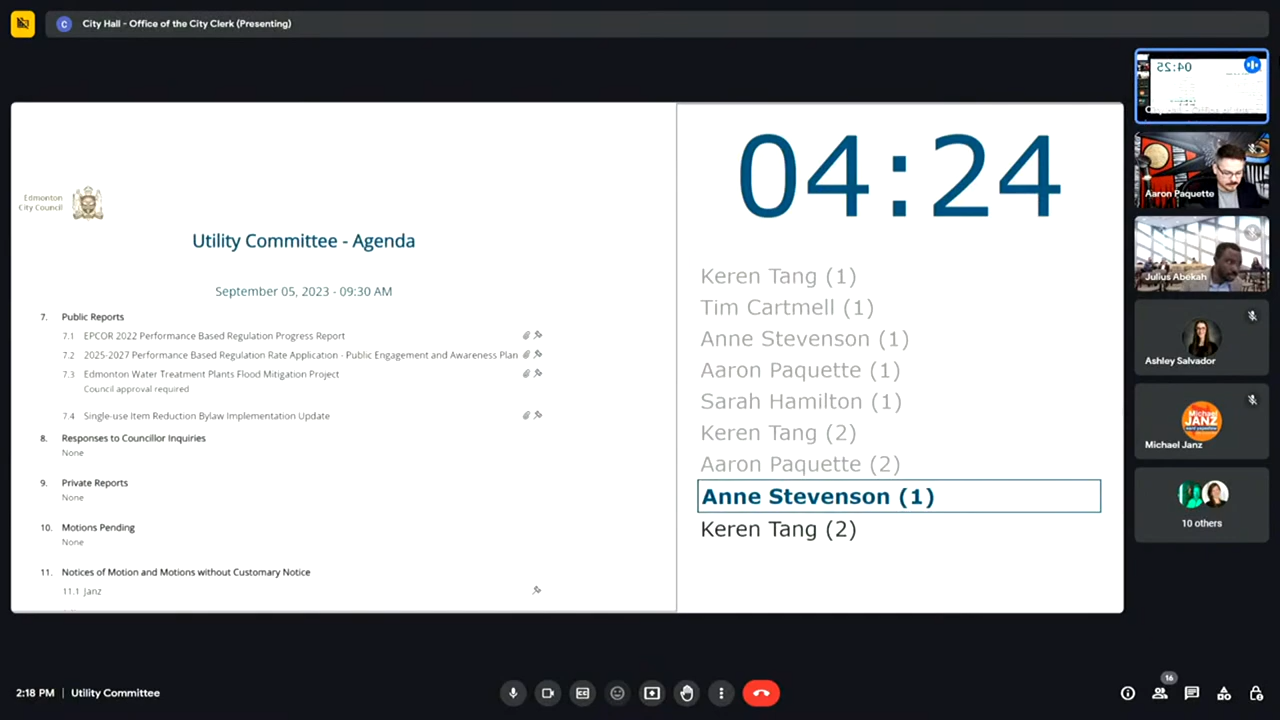 City Hall - Office of the City Clerk (Presenting)
Edmonton
City Council
Utility Committee - Agenda
September 05, 2023 - 09:30 AM
7. Public Reports
7.1 EPCOR 2022 Performance Based Regulation Progress Report
7.2 2025-2027 Performance Based Regulation Rate Application - Public Engagement and Awareness Plan
7.3 Edmonton Water Treatment Plants Flood Mitigation Project
Council approval required
7.4 Single-use Item Reduction Bylaw Implementation Update
8. Responses to Councillor Inquiries
None
9. Private Reports
None
10. Motions Pending
None
11. Notices of Motion and Motions without Customary Notice
11.1 Janz
04:24
Keren Tang (1)
Tim Cartmell (1)
Anne Stevenson (1)
Aaron Paquette (1)
Sarah Hamilton (1)
Keren Tang (2)
Aaron Paquette (2)
Anne Stevenson (1)
Keren Tang (2)
C
04:25
Aaron Paquette
Julius Abekah
Ashley Salvador
Michael
JANZ
Michael Janz
10 others
2:18 PM | Utility Committee
16